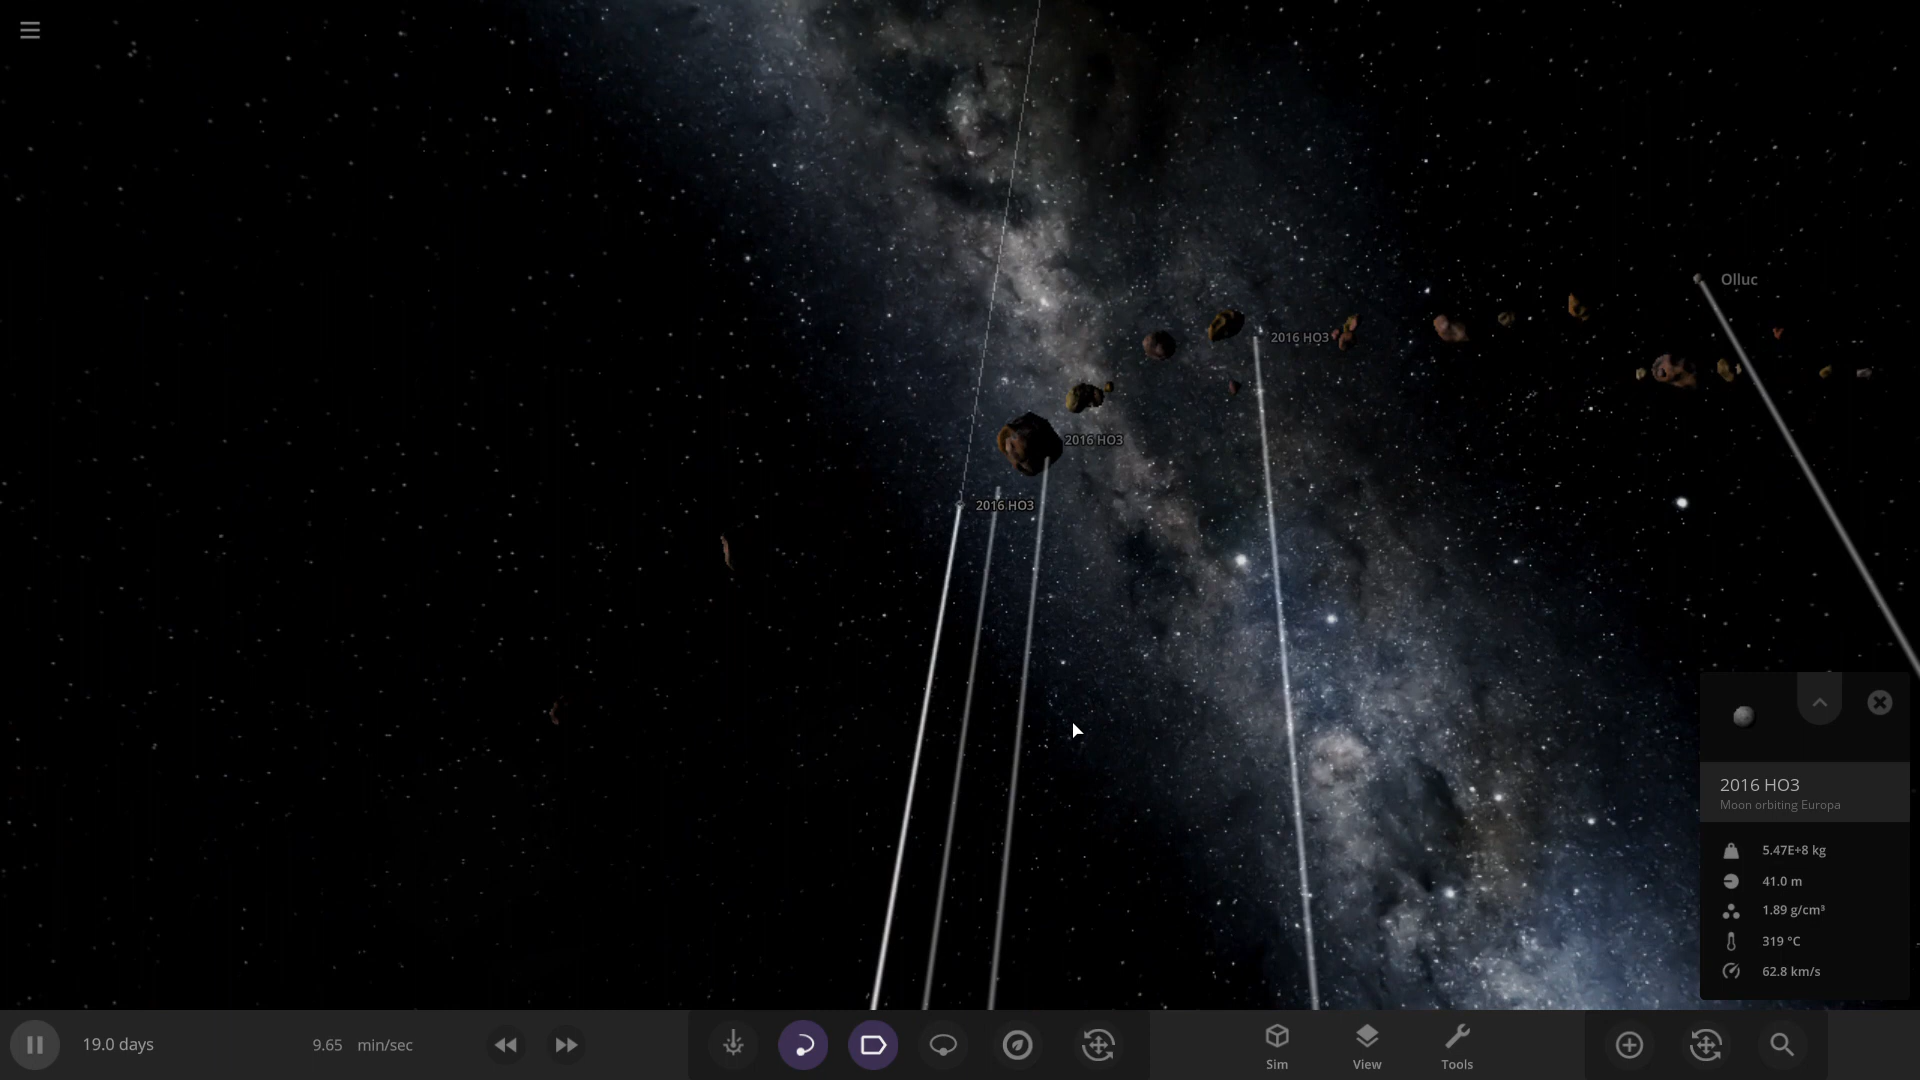 Olluc
2016 HO3
2016 HO3
2016 HO3
2016 HO3
Moon orbiting Europa
5.47E+8 kg
41.0 m
1.89 g/cm³
319 °C
62.8 km/s
19.0 days
9.65 min/sec
Sim
View
Tools